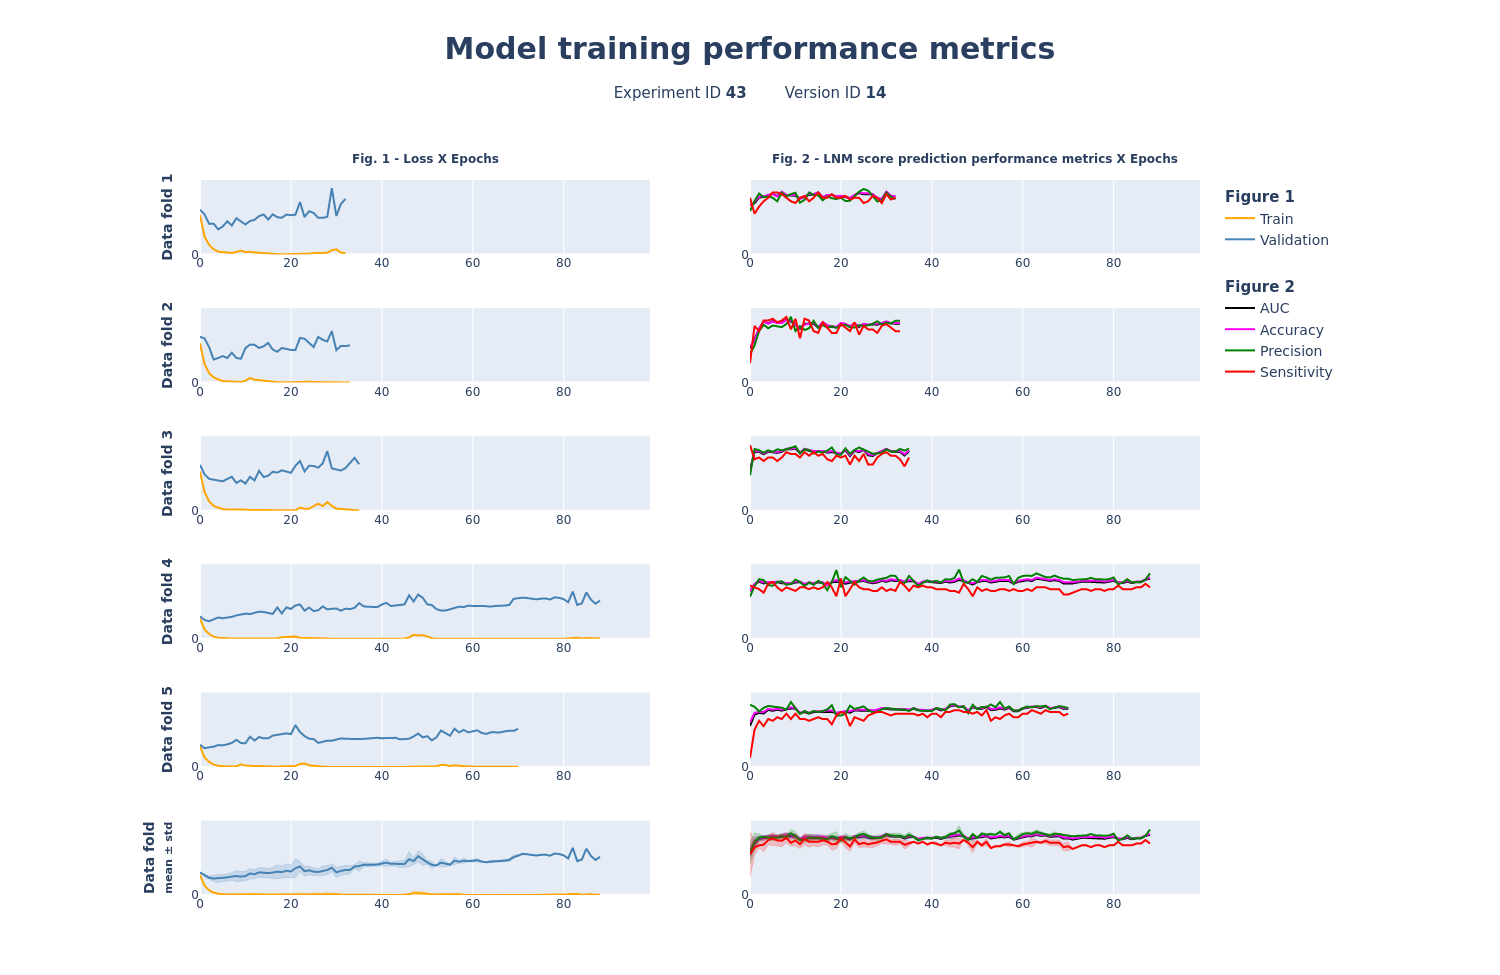 Model training performance metrics
Experiment ID 43 Version ID 14
Fig. 1 - Loss X Epochs
Fig. 2 - LNM score prediction performance metrics X Epochs
Data fold 1
0
0 20 40 60 80
0
0 20 40 60 80
Data fold 2
0
0 20 40 60 80
0
0 20 40 60 80
Data fold 3
0
0 20 40 60 80
0
0 20 40 60 80
Data fold 4
0
0 20 40 60 80
0
0 20 40 60 80
Data fold 5
0
0 20 40 60 80
0
0 20 40 60 80
Data fold
mean ± std
0
0 20 40 60 80
0
0 20 40 60 80
Figure 1
Train
Validation
Figure 2
AUC
Accuracy
Precision
Sensitivity